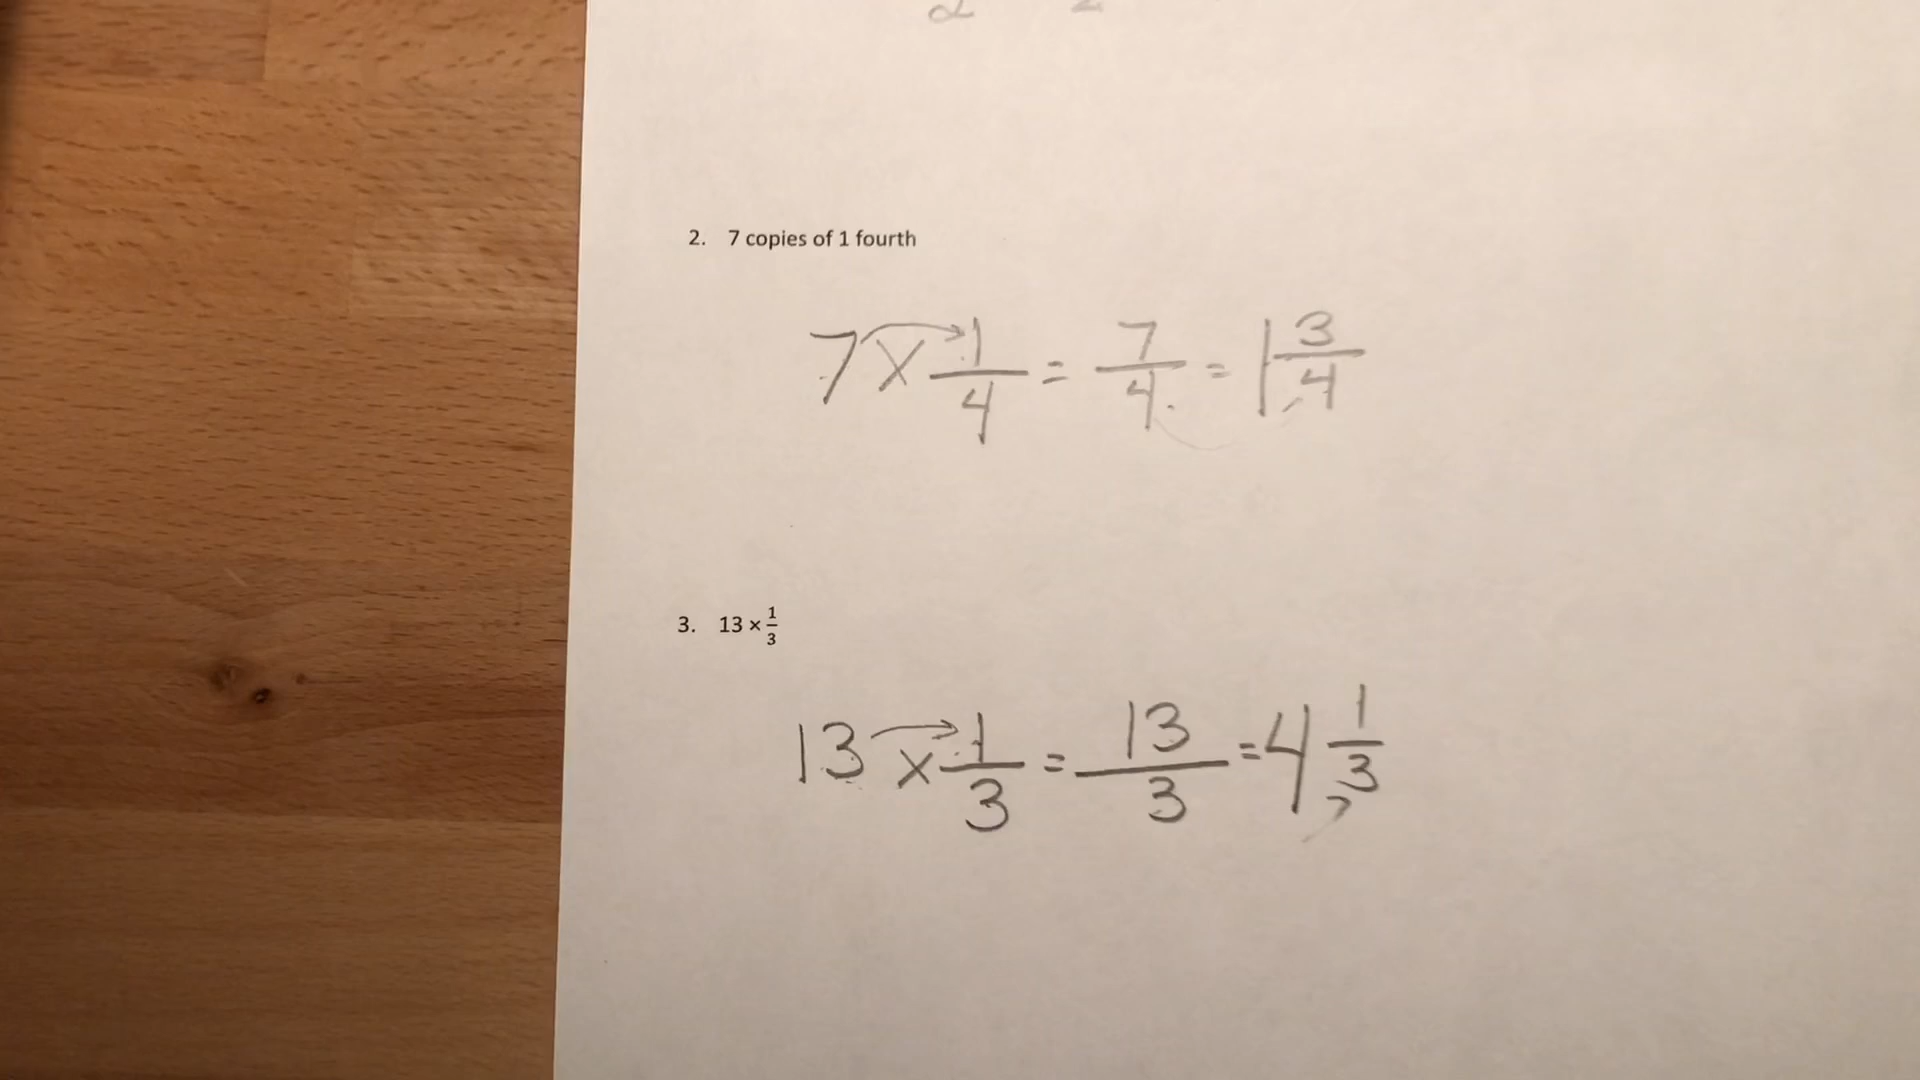 2. 7 copies of 1 fourth
7 × 1/4 = 7/4 = 1 3/4
3. 13 × 1/3
13 × 1/3 = 13/3 = 4 1/3